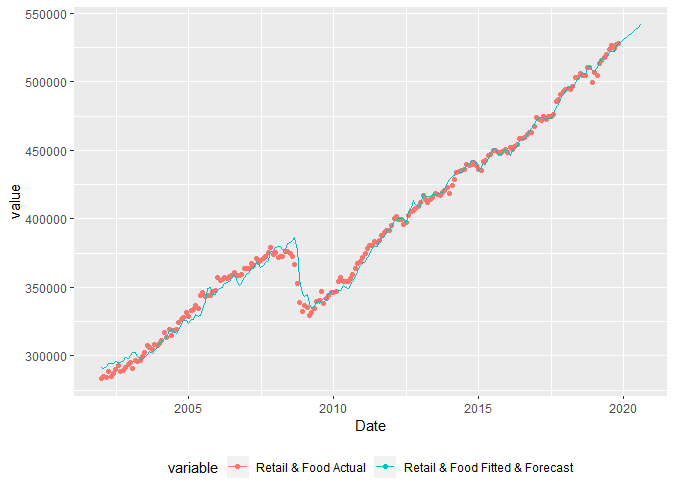 550000
500000
450000
400000
350000
300000
value
2005 2010 2015 2020
Date
variable Retail & Food Actual Retail & Food Fitted & Forecast